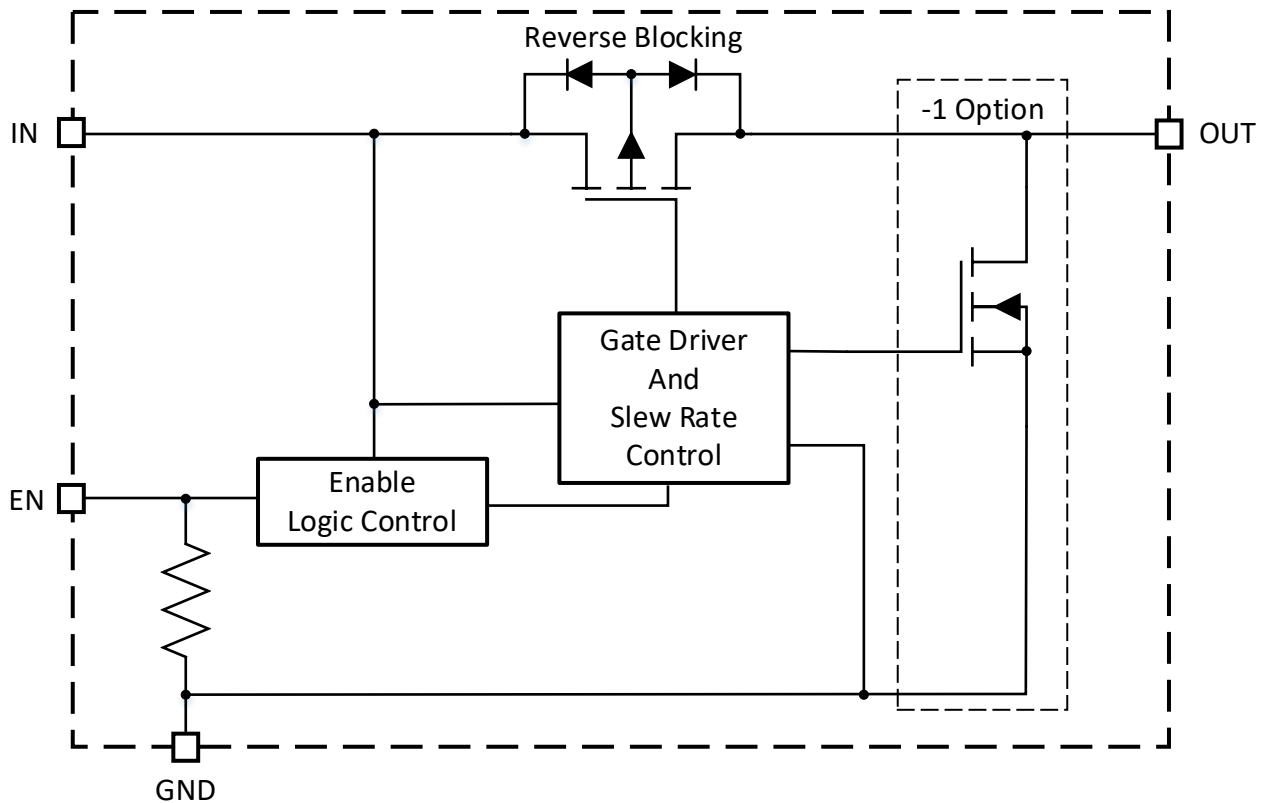 Reverse Blocking
-1 Option
IN
OUT
Gate Driver
And
Slew Rate
Control
Enable
Logic Control
EN
GND